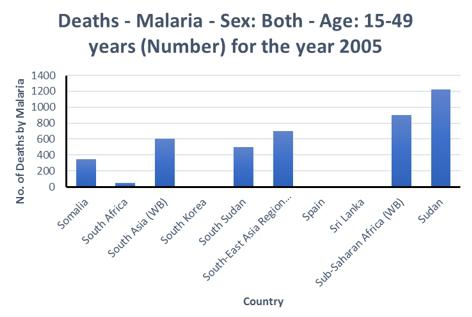 Deaths - Malaria - Sex: Both - Age: 15-49
years (Number) for the year 2005
No. of Deaths by Malaria
1400
1200
1000
800
600
400
200
0
Somalia
South Africa
South Asia (WB)
South Korea
South Sudan
South-East Asia Region...
Spain
Sri Lanka
Sub-Saharan Africa (WB)
Sudan
Country